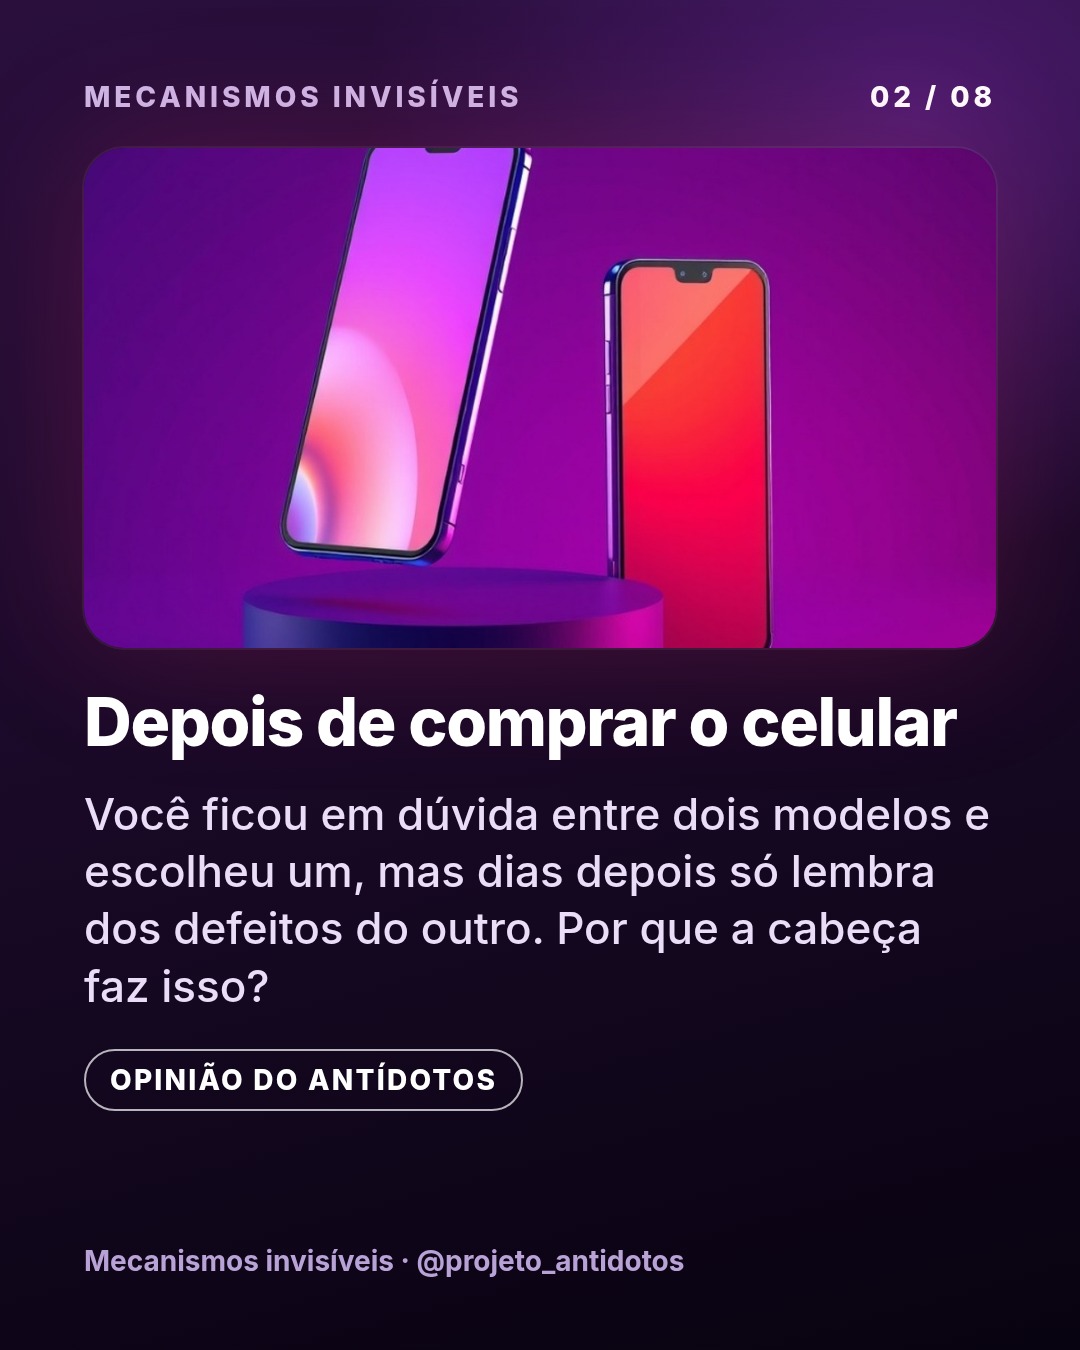 MECANISMOS INVISÍVEIS
02 / 08
Depois de comprar o celular
Você ficou em dúvida entre dois modelos e
escolheu um, mas dias depois só lembra
dos defeitos do outro. Por que a cabeça
faz isso?
OPINIÃO DO ANTÍDOTOS
Mecanismos invisíveis · @projeto_antidotos